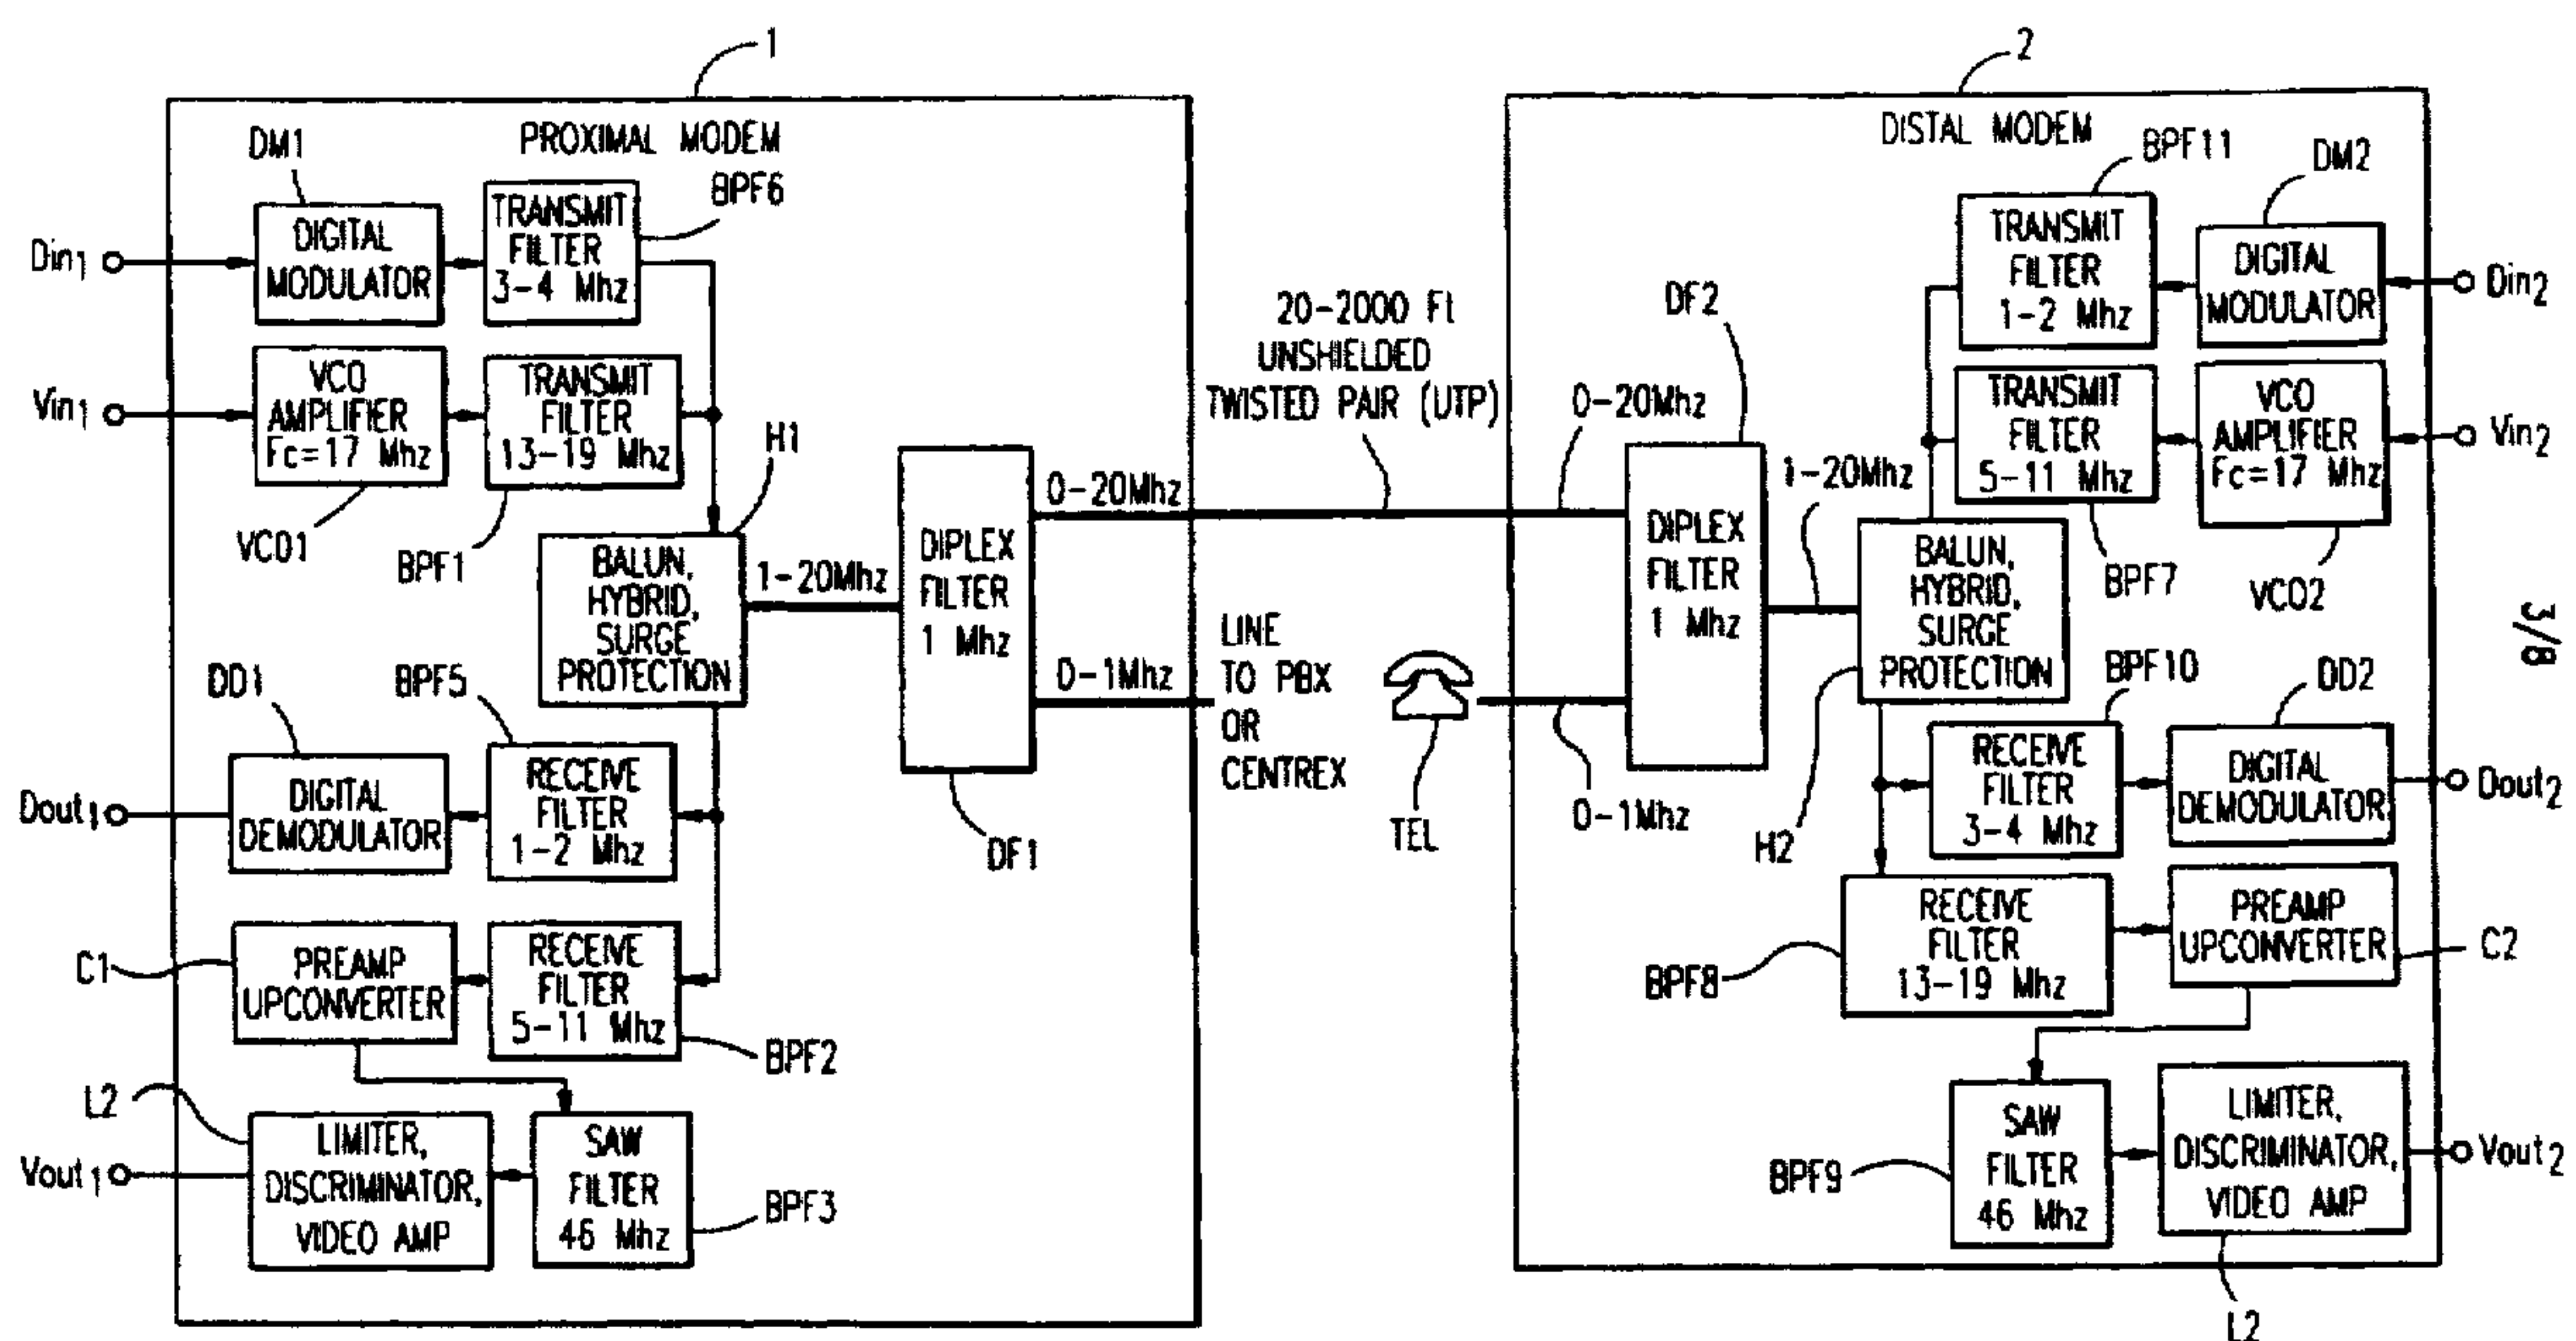 1
PROXIMAL MODEM
DM1
DIGITAL
MODULATOR
TRANSMIT
FILTER
3-4 Mhz
BPF6
Din1
Vin1
VCO
AMPLIFIER
Fc=17 Mhz
VCO1
TRANSMIT
FILTER
13-19 Mhz
BPF1
H1
BALUN,
HYBRID,
SURGE
PROTECTION
1-20Mhz
DIPLEX
FILTER
1 Mhz
DF1
0-20Mhz
0-1Mhz
DD1
BPF5
Dout1
DIGITAL
DEMODULATOR
RECEIVE
FILTER
1-2 Mhz
C1
PREAMP
UPCONVERTER
RECEIVE
FILTER
5-11 Mhz
BPF2
L2
Vout1
LIMITER,
DISCRIMINATOR,
VIDEO AMP
SAW
FILTER
46 Mhz
BPF3
20-2000 Ft
UNSHIELDED
TWISTED PAIR (UTP)
LINE
TO PBX
OR
CENTREX
TEL
2
DISTAL MODEM
BPF11
DM2
TRANSMIT
FILTER
1-2 Mhz
DIGITAL
MODULATOR
Din2
DF2
0-20Mhz
TRANSMIT
FILTER
5-11 Mhz
BPF7
VCO
AMPLIFIER
Fc=17 Mhz
VCO2
Vin2
DIPLEX
FILTER
1 Mhz
1-20Mhz
0-1Mhz
BALUN,
HYBRID,
SURGE
PROTECTION
H2
BPF10
DD2
RECEIVE
FILTER
3-4 Mhz
DIGITAL
DEMODULATOR
Dout2
RECEIVE
FILTER
13-19 Mhz
BPF8
PREAMP
UPCONVERTER
C2
SAW
FILTER
46 Mhz
BPF9
LIMITER,
DISCRIMINATOR,
VIDEO AMP
Vout2
L2
3/8